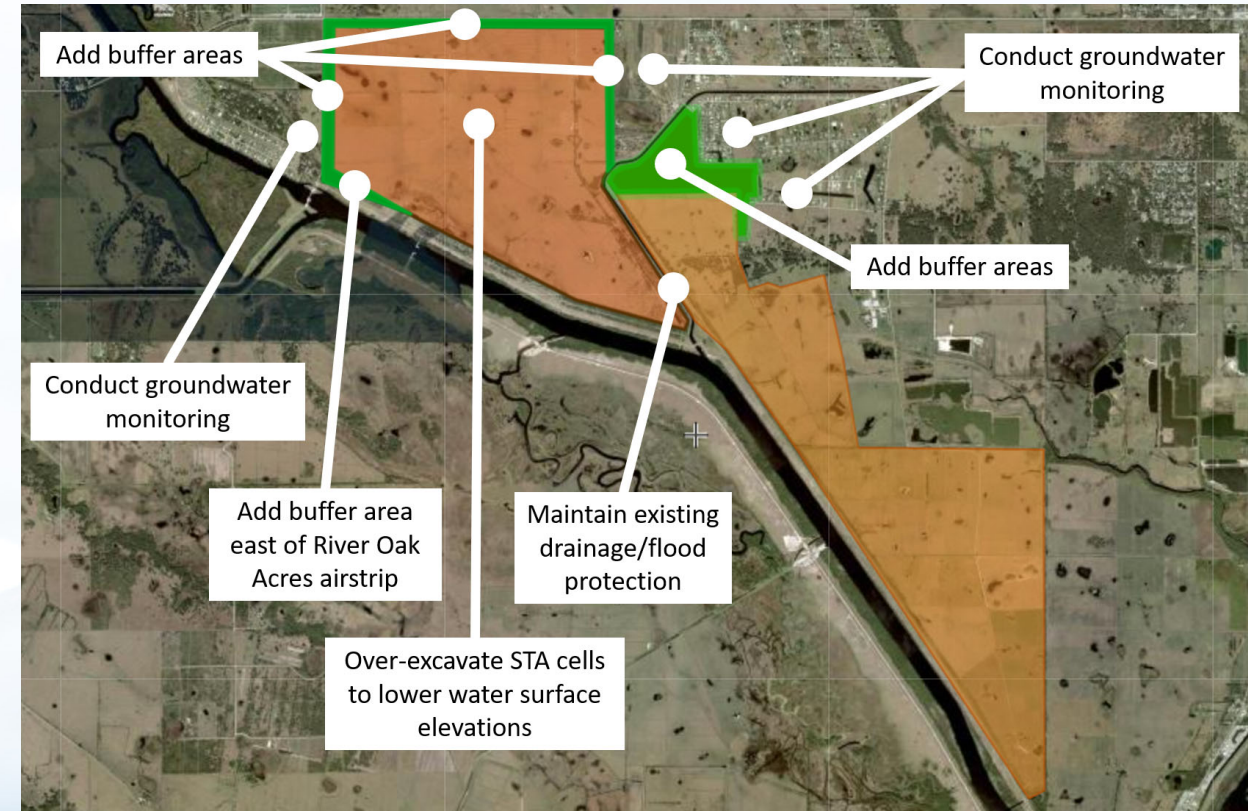 Add buffer areas
Conduct groundwater
monitoring
Add buffer areas
Conduct groundwater
monitoring
Add buffer area
east of River Oak
Acres airstrip
Maintain existing
drainage/flood
protection
Over-excavate STA cells
to lower water surface
elevations